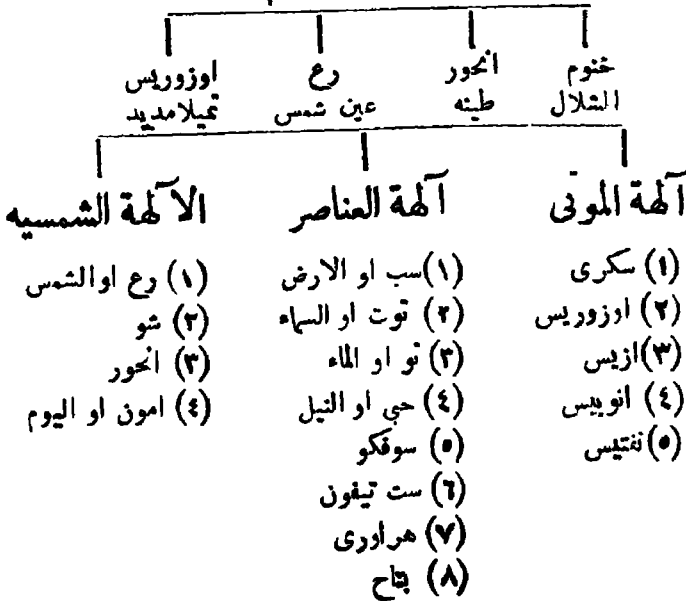 خنوم انحور رع اوزوريس
الشلال طينه عين شمس تميلامديد
آلهة الموتى آلهة العناصر الآلهة الشمسيه
(١) سكرى (١) سب او الارض (١) رع او الشمس
(٢) اوزوريس (٢) توت او السماء (٢) شو
(٣) ازيس (٣) نو او الماء (٣) انحور
(٤) انوبيس (٤) حبى او النيل (٤) امون او اليوم
(٥) نفتيس (٥) سوفكو
(٦) ست تيفون
(٧) هراورى
(٨) بتاح